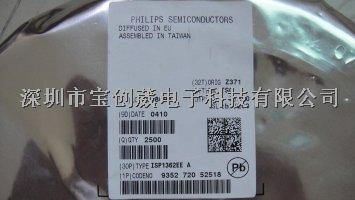 PHILIPS SEMICONDUCTORS
DIFFUSED IN EU
ASSEMBLED IN TAIWAN
(32T)ORIG Z371
深圳市宝创葳电子科技有限公司
(9D)DATE 0410
(Q)QTY 2500
(30P)TYPE ISP1362EE A
(1P)CODENO 9352 720 52518
Pb